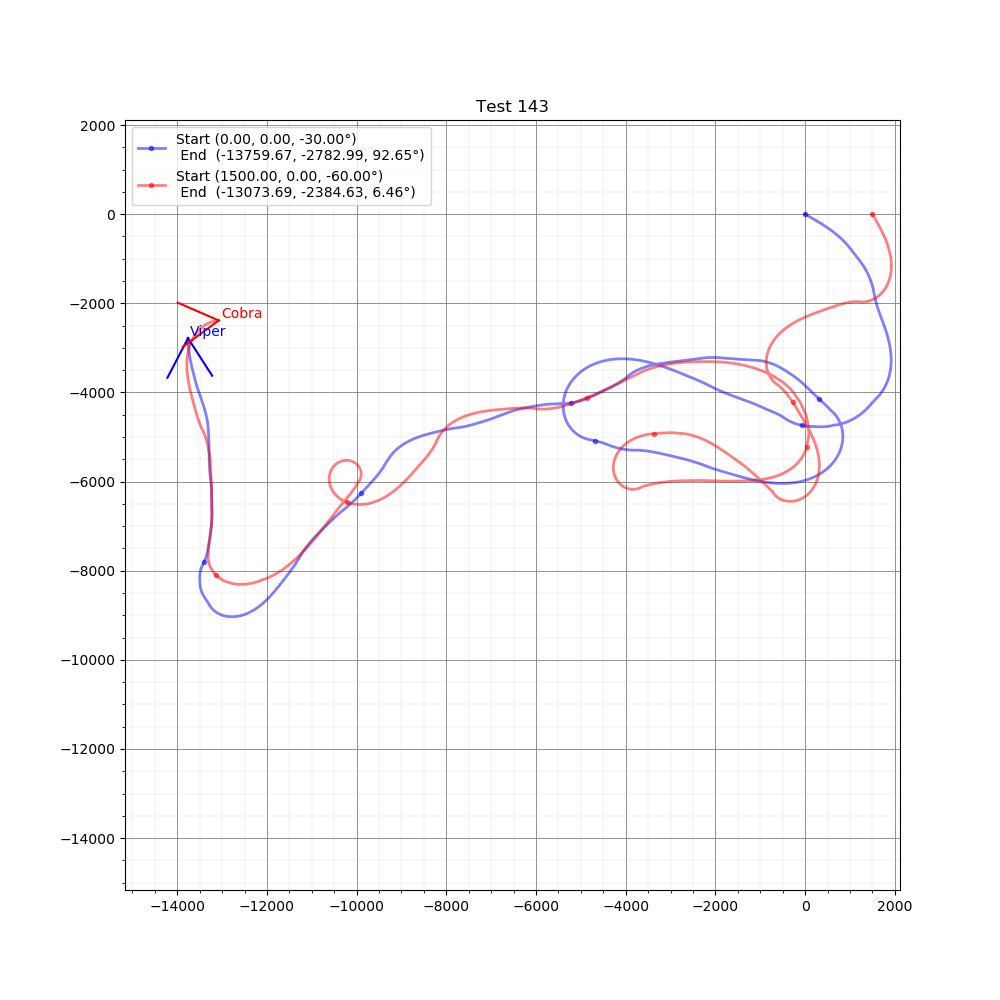 Test 143
Start (0.00, 0.00, -30.00°)
End (-13759.67, -2782.99, 92.65°)
Start (1500.00, 0.00, -60.00°)
End (-13073.69, -2384.63, 6.46°)
2000
0
−2000
−4000
−6000
−8000
−10000
−12000
−14000
Cobra
Viper
−14000 −12000 −10000 −8000 −6000 −4000 −2000 0 2000